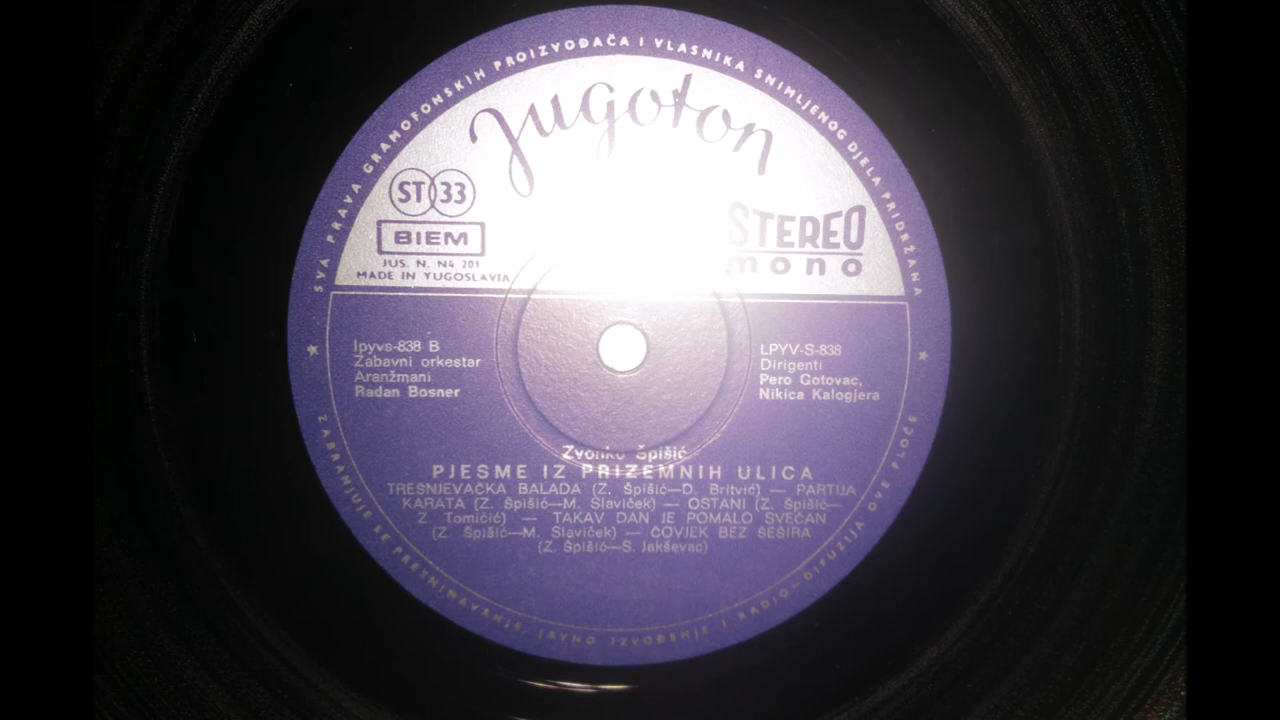 SVA PRAVA GRAMOFONSKIH PROIZVOĐAČA I VLASNIKA SNIMLJENOG DJELA PRIDRŽANA
Jugoton
ST 33
BIEM
JUS. N. N4 201
MADE IN YUGOSLAVIA
STEREO
mono
lpyvs-838 B
Zabavni orkestar
Aranžmani
Radan Bosner
LPYV-S-838
Dirigenti
Pero Gotovac,
Nikica Kalogjera
Zvonko Špišić
PJESME IZ PRIZEMNIH ULICA
TREŠNJEVAČKA BALADA (Z. Špišić—D. Britvić) — PARTIJA
KARATA (Z. Špišić—M. Slaviček) — OSTANI (Z. Špišić—
Z. Tomičić) — TAKAV DAN JE POMALO SVEČAN
(Z. Špišić—M. Slaviček) — ČOVJEK BEZ ŠEŠIRA
(Z. Špišić—S. Jakševac)
ZABRANJUJE SE PRESNIMAVANJE, JAVNO IZVOĐENJE I RADIO-DIFUZIJA OVE PLOČE